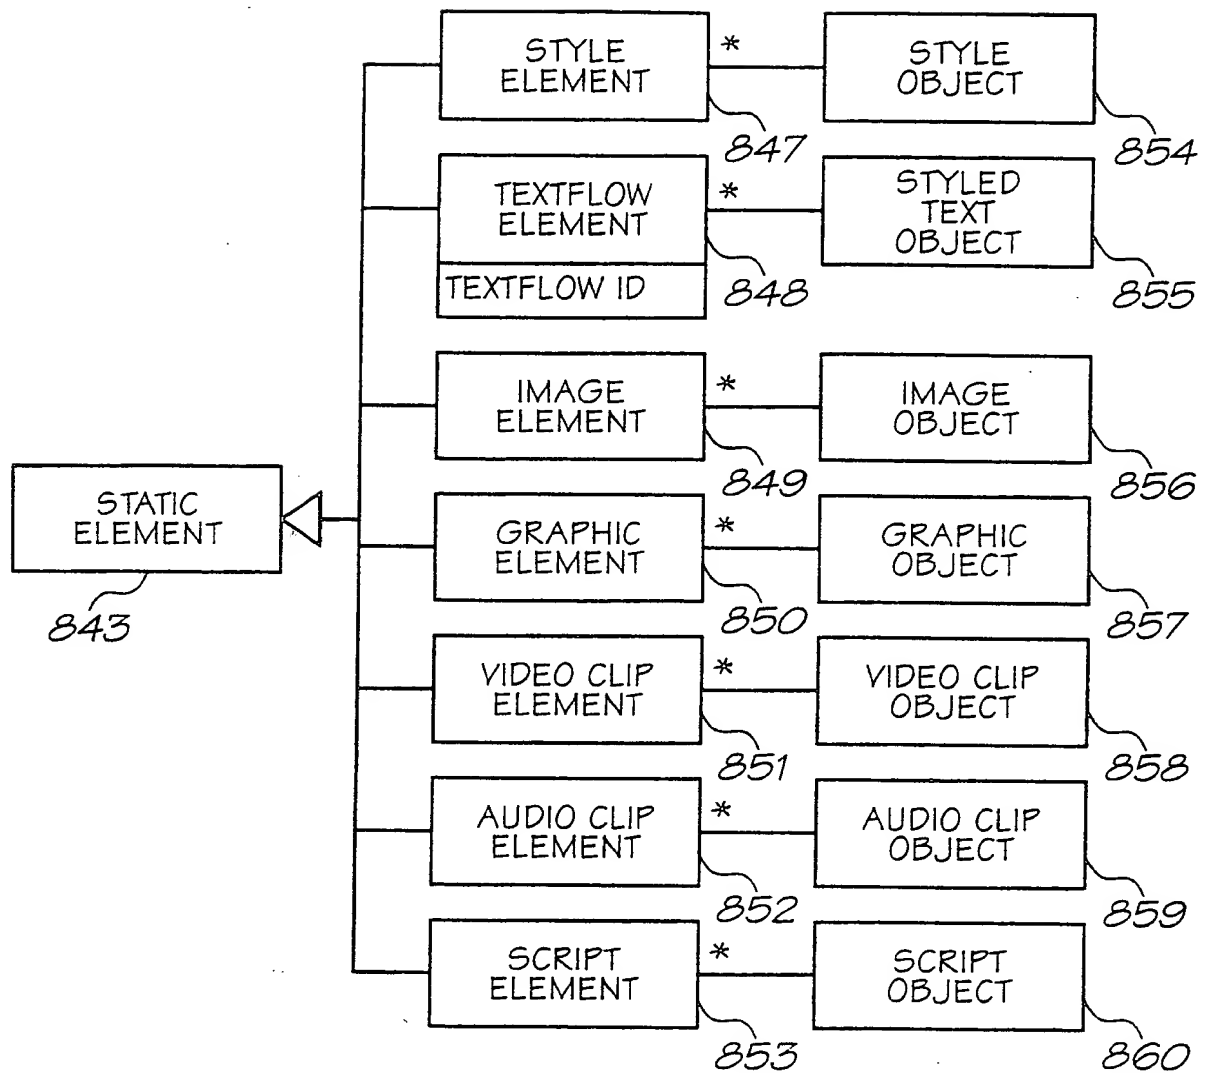 STYLE
ELEMENT
*
STYLE
OBJECT
847
854
TEXTFLOW
ELEMENT
*
STYLED
TEXT
OBJECT
TEXTFLOW ID
848
855
IMAGE
ELEMENT
*
IMAGE
OBJECT
849
856
STATIC
ELEMENT
843
GRAPHIC
ELEMENT
*
GRAPHIC
OBJECT
850
857
VIDEO CLIP
ELEMENT
*
VIDEO CLIP
OBJECT
851
858
AUDIO CLIP
ELEMENT
*
AUDIO CLIP
OBJECT
852
859
SCRIPT
ELEMENT
*
SCRIPT
OBJECT
853
860